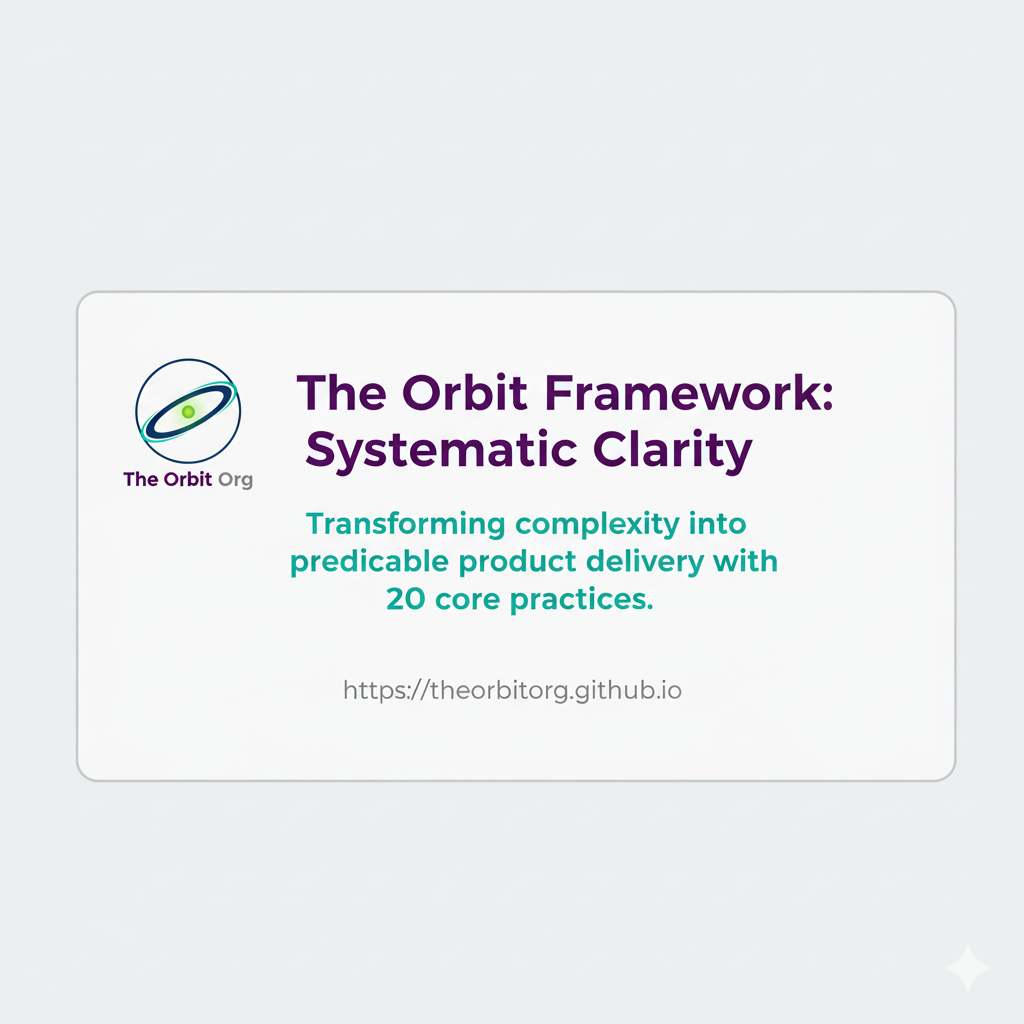 The Orbit Framework:
Systematic Clarity
The Orbit Org
Transforming complexity into
predicable product delivery with
20 core practices.
https://theorbitorg.github.io